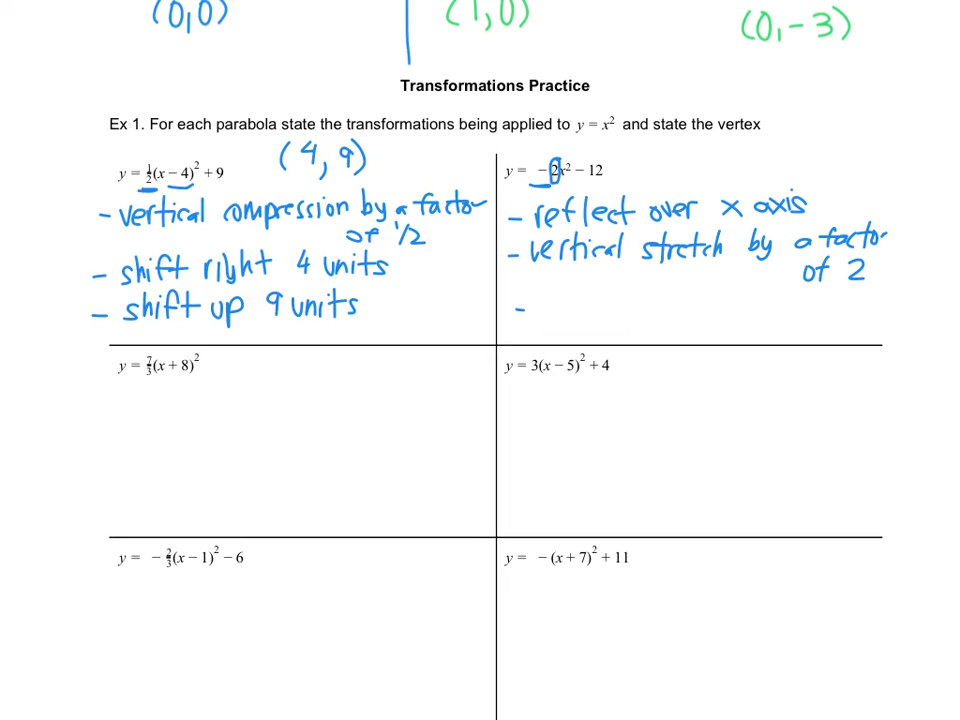 (0,0) (1,0) (0,-3)
Transformations Practice
Ex 1. For each parabola state the transformations being applied to y = x² and state the vertex
y = ½(x − 4)² + 9 (4, 9)
- vertical compression by a factor
of 1/2
- shift right 4 units
- shift up 9 units
y = − 2x² − 12
- reflect over x axis
- vertical stretch by a factor
of 2
-
y = 7/3(x + 8)²
y = 3(x − 5)² + 4
y = − 2/3(x − 1)² − 6
y = − (x + 7)² + 11